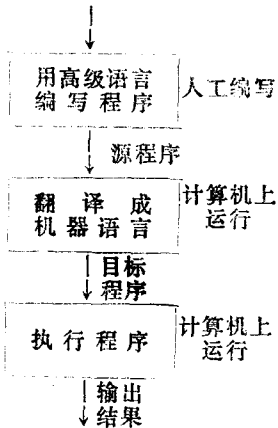 用高级语言
编写程序
人工编写
源程序
翻译成
机器语言
计算机上
运行
目标
程序
执行程序
计算机上
运行
输出
结果